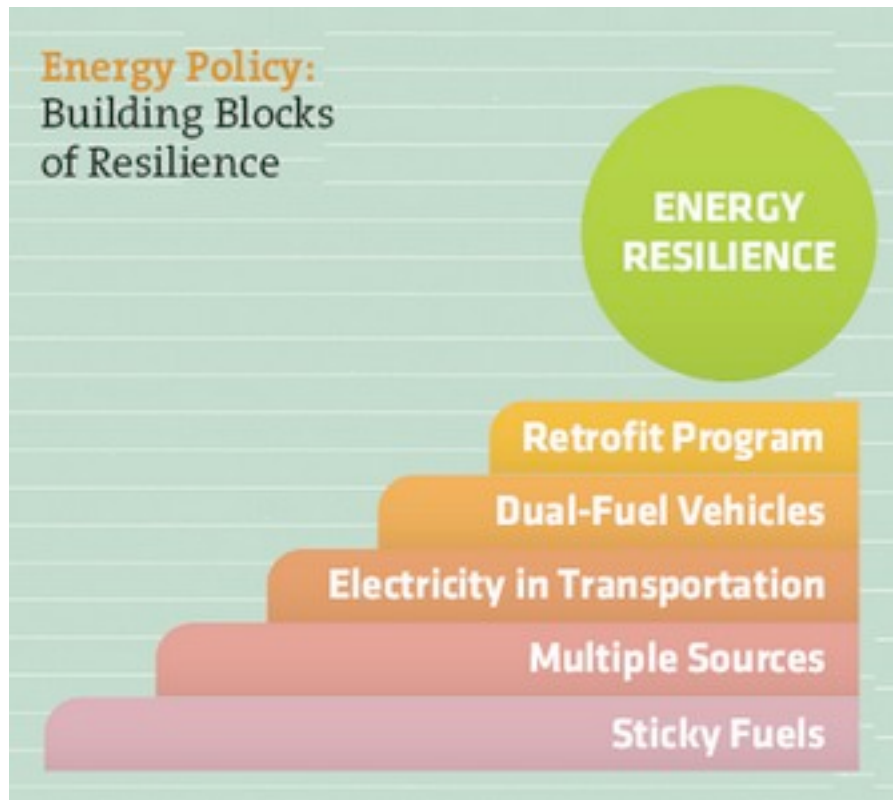 Energy Policy:
Building Blocks
of Resilience
ENERGY
RESILIENCE
Retrofit Program
Dual-Fuel Vehicles
Electricity in Transportation
Multiple Sources
Sticky Fuels